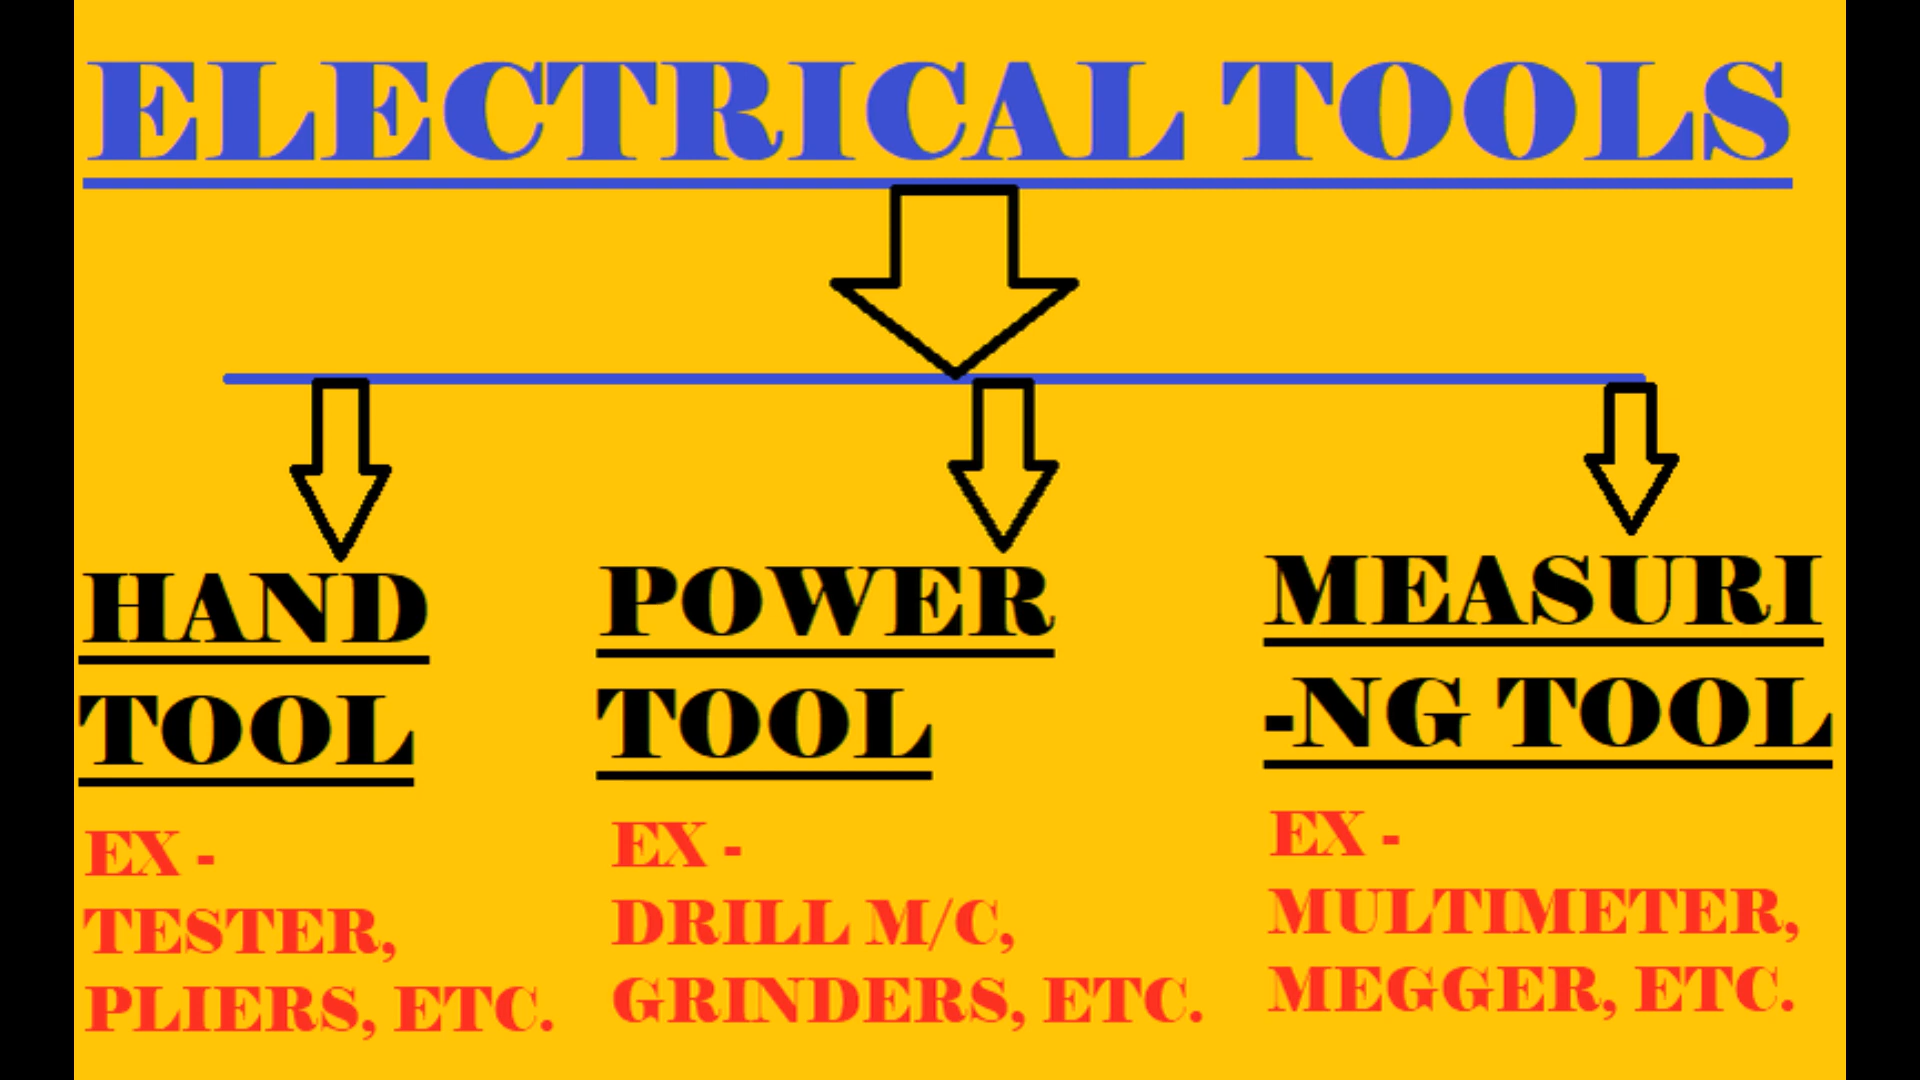 ELECTRICAL TOOLS
HAND
TOOL
EX -
TESTER,
PLIERS, ETC.
POWER
TOOL
EX -
DRILL M/C,
GRINDERS, ETC.
MEASURI
-NG TOOL
EX -
MULTIMETER,
MEGGER, ETC.